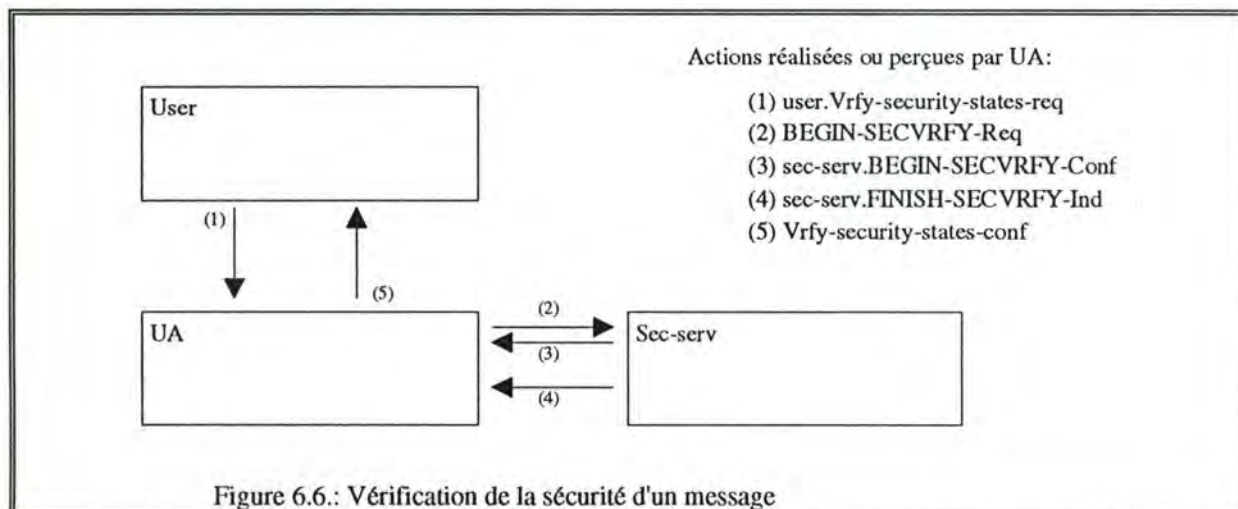 Actions réalisées ou perçues par UA:
User
(1) user.Vrfy-security-states-req
(2) BEGIN-SECVRFY-Req
(3) sec-serv.BEGIN-SECVRFY-Conf
(4) sec-serv.FINISH-SECVRFY-Ind
(5) Vrfy-security-states-conf
(1)
(5)
UA
(2)
Sec-serv
(3)
(4)
Figure 6.6.: Vérification de la sécurité d'un message